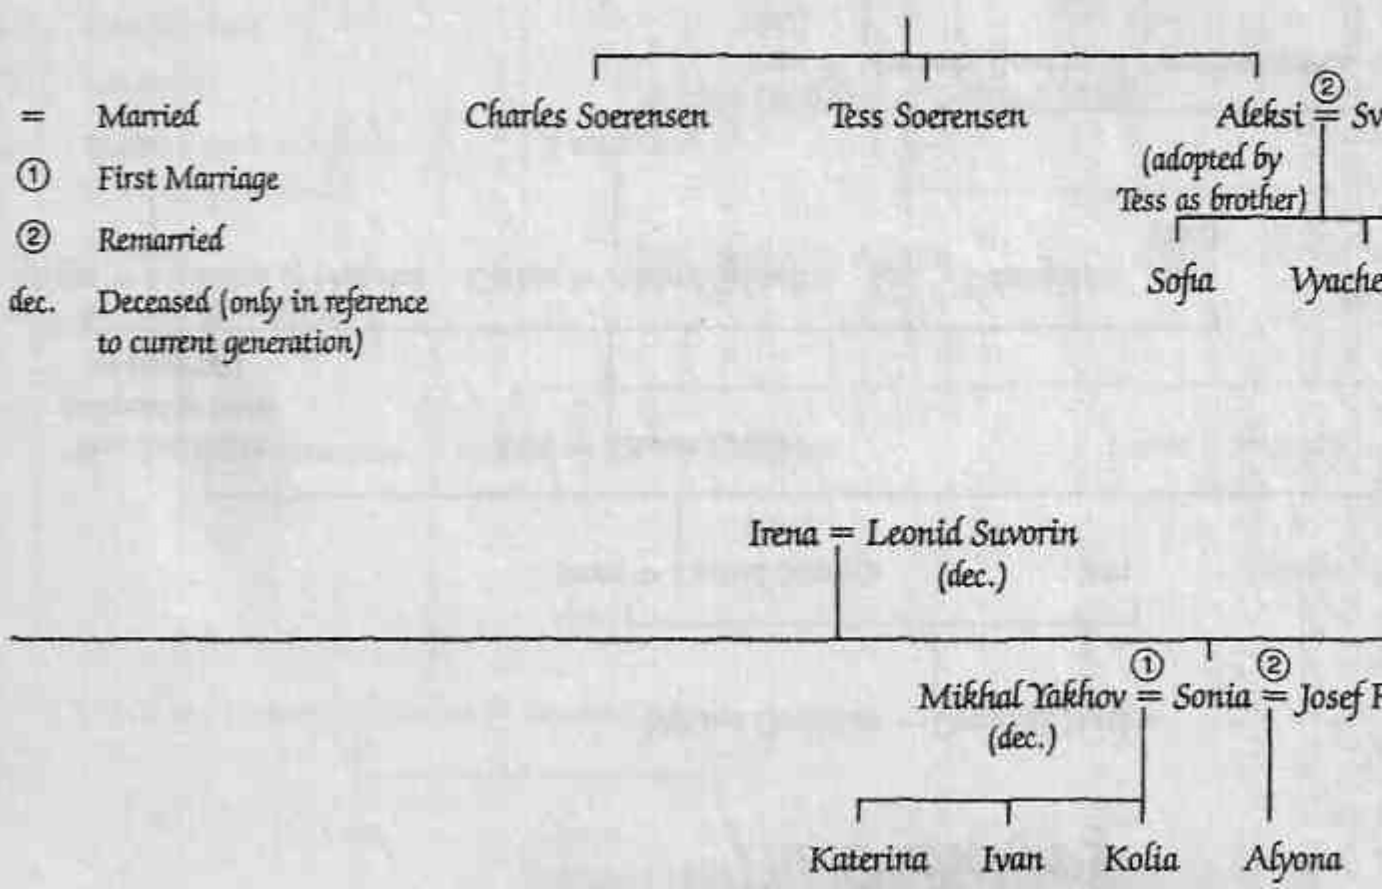 = Married
① First Marriage
② Remarried
dec. Deceased (only in reference
to current generation)
Charles Soerensen Tess Soerensen Aleksi ② = Sv
(adopted by
Tess as brother)
Sofia Vyache
Irena = Leonid Suvorin
(dec.)
Mikhal Yakhov ① = Sonia ② = Josef R
(dec.)
Katerina Ivan Kolia Alyona